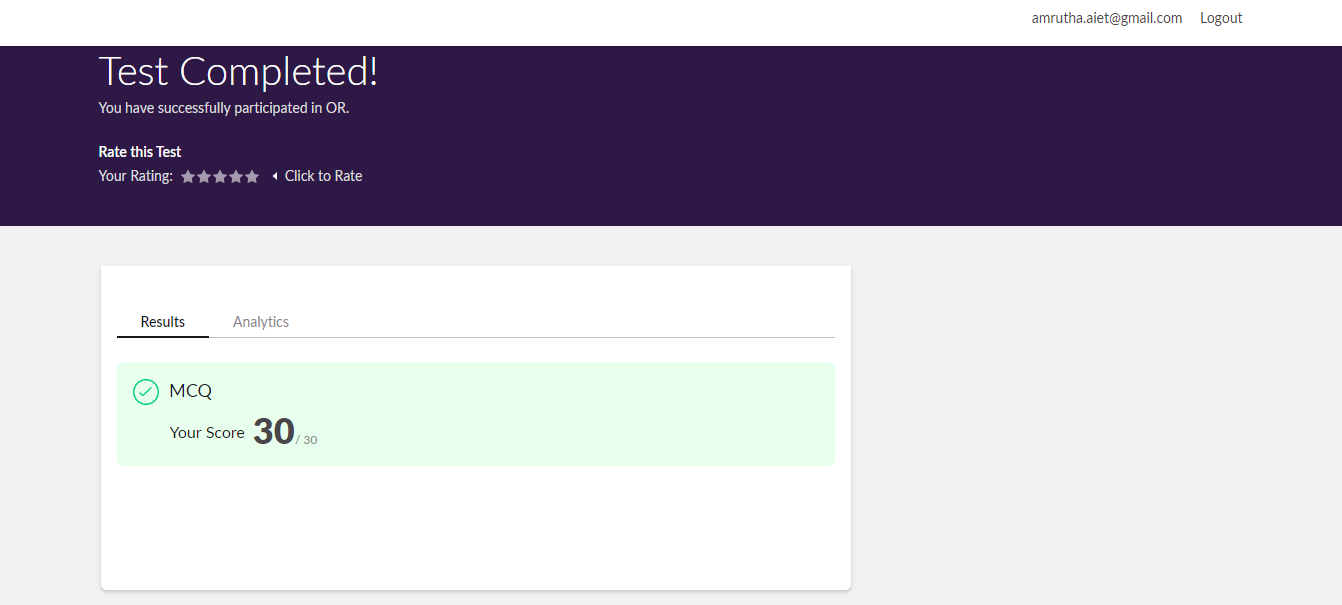 amrutha.aiet@gmail.com Logout
Test Completed!
You have successfully participated in OR.
Rate this Test
Your Rating: Click to Rate
Results Analytics
MCQ
Your Score 30/ 30